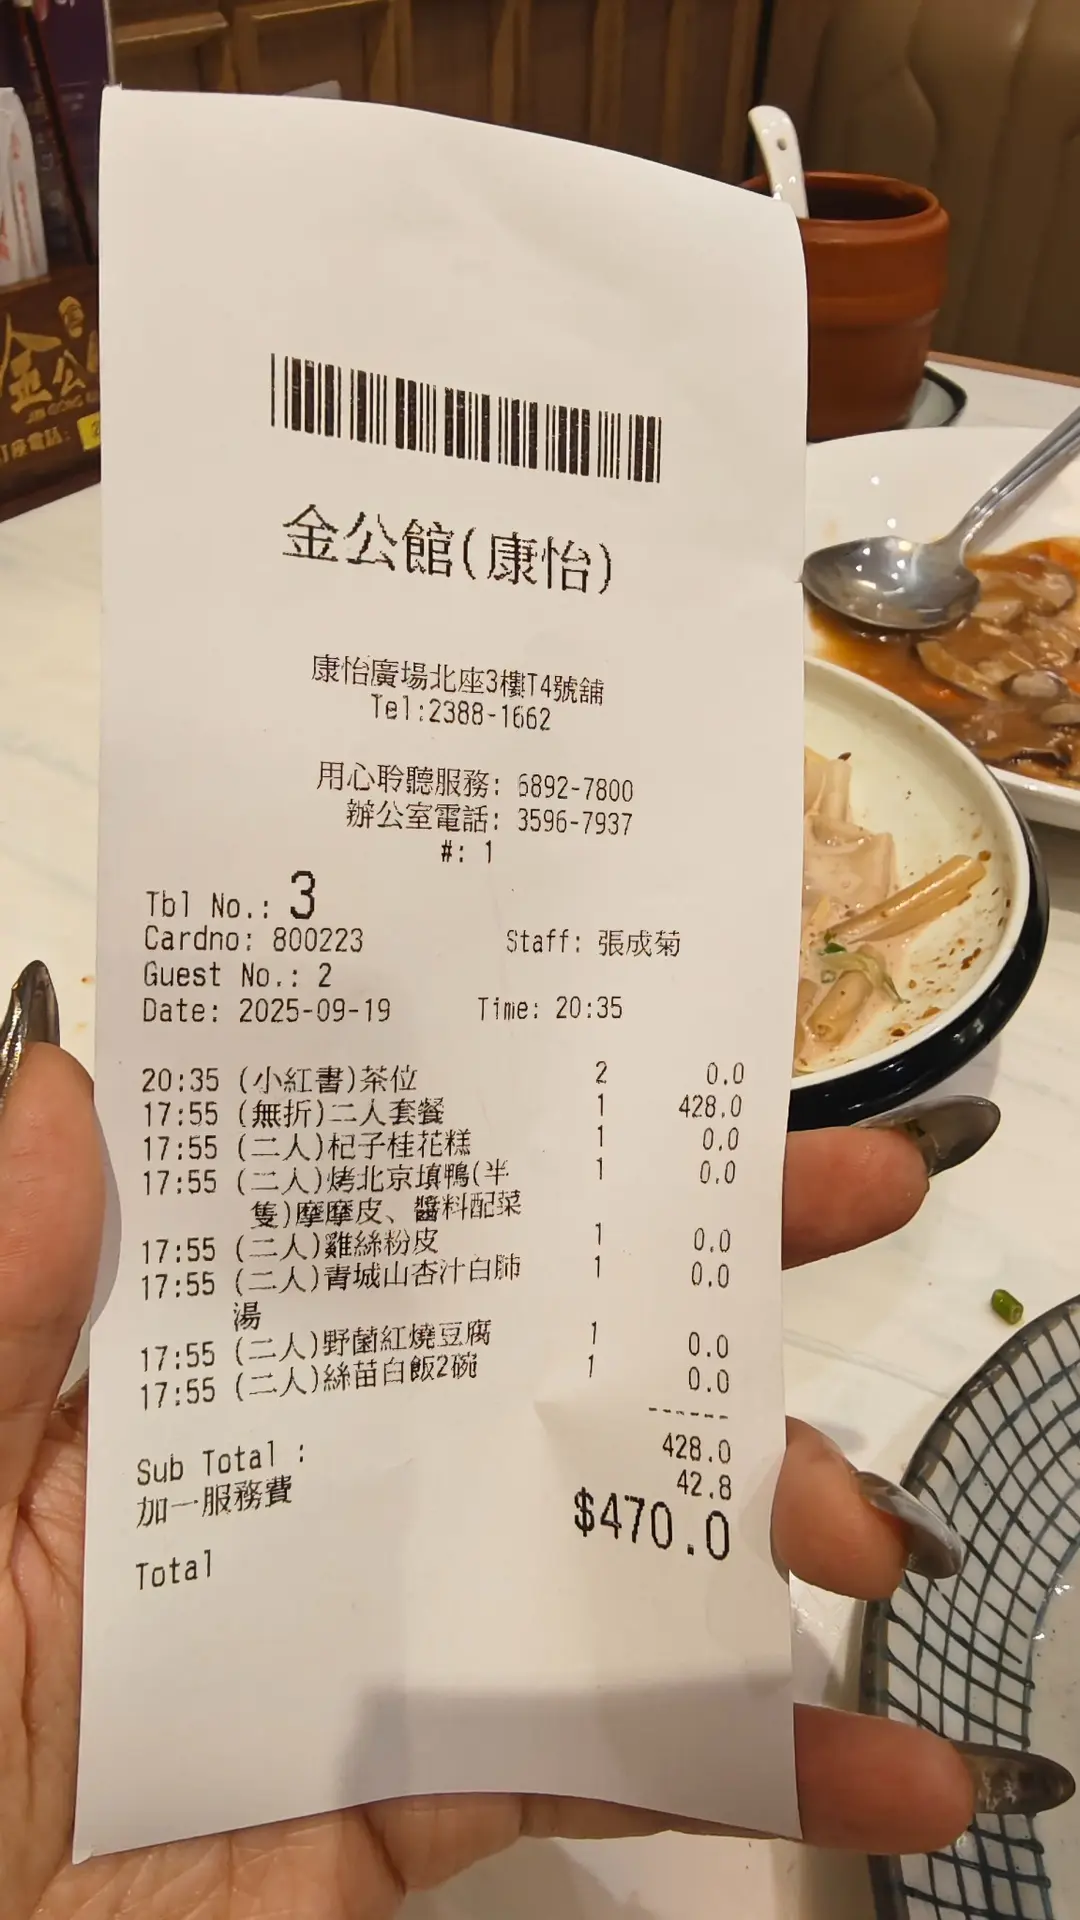 金公
訂座電話:
金公館(康怡)
康怡廣場北座3樓T4號舖
Tel:2388-1662
用心聆聽服務: 6892-7800
辦公室電話: 3596-7937
#: 1
Tbl No.: 3
Cardno: 800223 Staff: 張成菊
Guest No.: 2
Date: 2025-09-19 Time: 20:35
20:35 (小紅書)茶位 2 0.0
17:55 (無折)二人套餐 1 428.0
17:55 (二人)杞子桂花糕 1 0.0
17:55 (二人)烤北京填鴨(半 1 0.0
隻)摩摩皮、醬料配菜
17:55 (二人)雞絲粉皮 1 0.0
17:55 (二人)青城山杏汁白肺 1 0.0
湯
17:55 (二人)野菌紅燒豆腐 1 0.0
17:55 (二人)絲苗白飯2碗 1 0.0
------
Sub Total : 428.0
加一服務費 42.8
Total $470.0